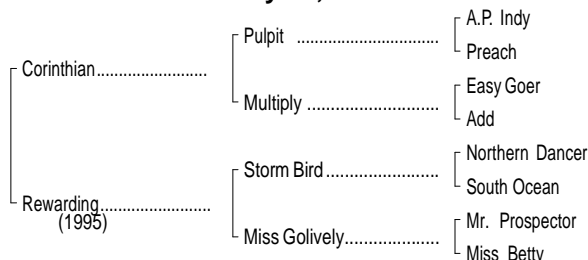 A.P. Indy
Pulpit ................................
Preach
Corinthian.........................
Easy Goer
Multiply ..............................
Add
Northern Dancer
Storm Bird..........................
South Ocean
Rewarding.........................
(1995)
Mr. Prospector
Miss Golively......................
Miss Betty